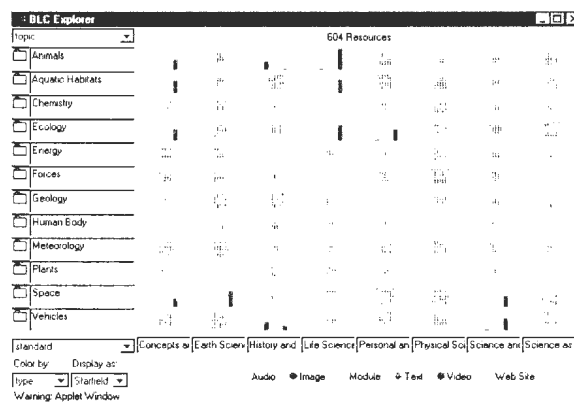 BLC Explorer
topic
604 Resources
Animals
Aquatic Habitats
Chemistry
Ecology
Energy
Forces
Geology
Human Body
Meteorology
Plants
Space
Vehicles
standard
Concepts a Earth Scien History and Life Science Personal an Physical Sci Science and Science as
Color by: Display as:
type Starfield
Audio Image Module Text Video Web Site
Warning: Applet Window